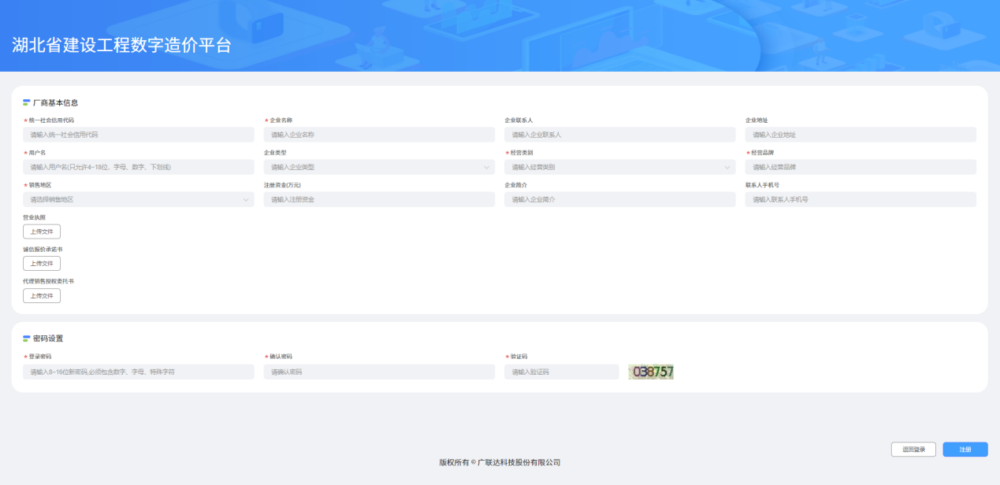 湖北省建设工程数字造价平台
厂商基本信息
* 统一社会信用代码
* 企业名称
企业联系人
企业地址
请输入统一社会信用代码
请输入企业名称
请输入企业联系人
请输入企业地址
* 用户名
企业类型
* 经营类别
* 经营品牌
请输入用户名(只允许4~18位，字母、数字、下划线)
请输入企业类型
请输入经营类别
请输入经营品牌
* 销售地区
注册资金(万元)
企业简介
联系人手机号
请选择销售地区
请输入注册资金
请输入企业简介
请输入联系人手机号
营业执照
上传文件
诚信报价承诺书
上传文件
代理销售授权委托书
上传文件
密码设置
* 登录密码
* 确认密码
* 验证码
请输入8~16位新密码,必须包含数字、字母、特殊字符
请确认密码
请输入验证码
038757
返回登录
注册
版权所有 © 广联达科技股份有限公司